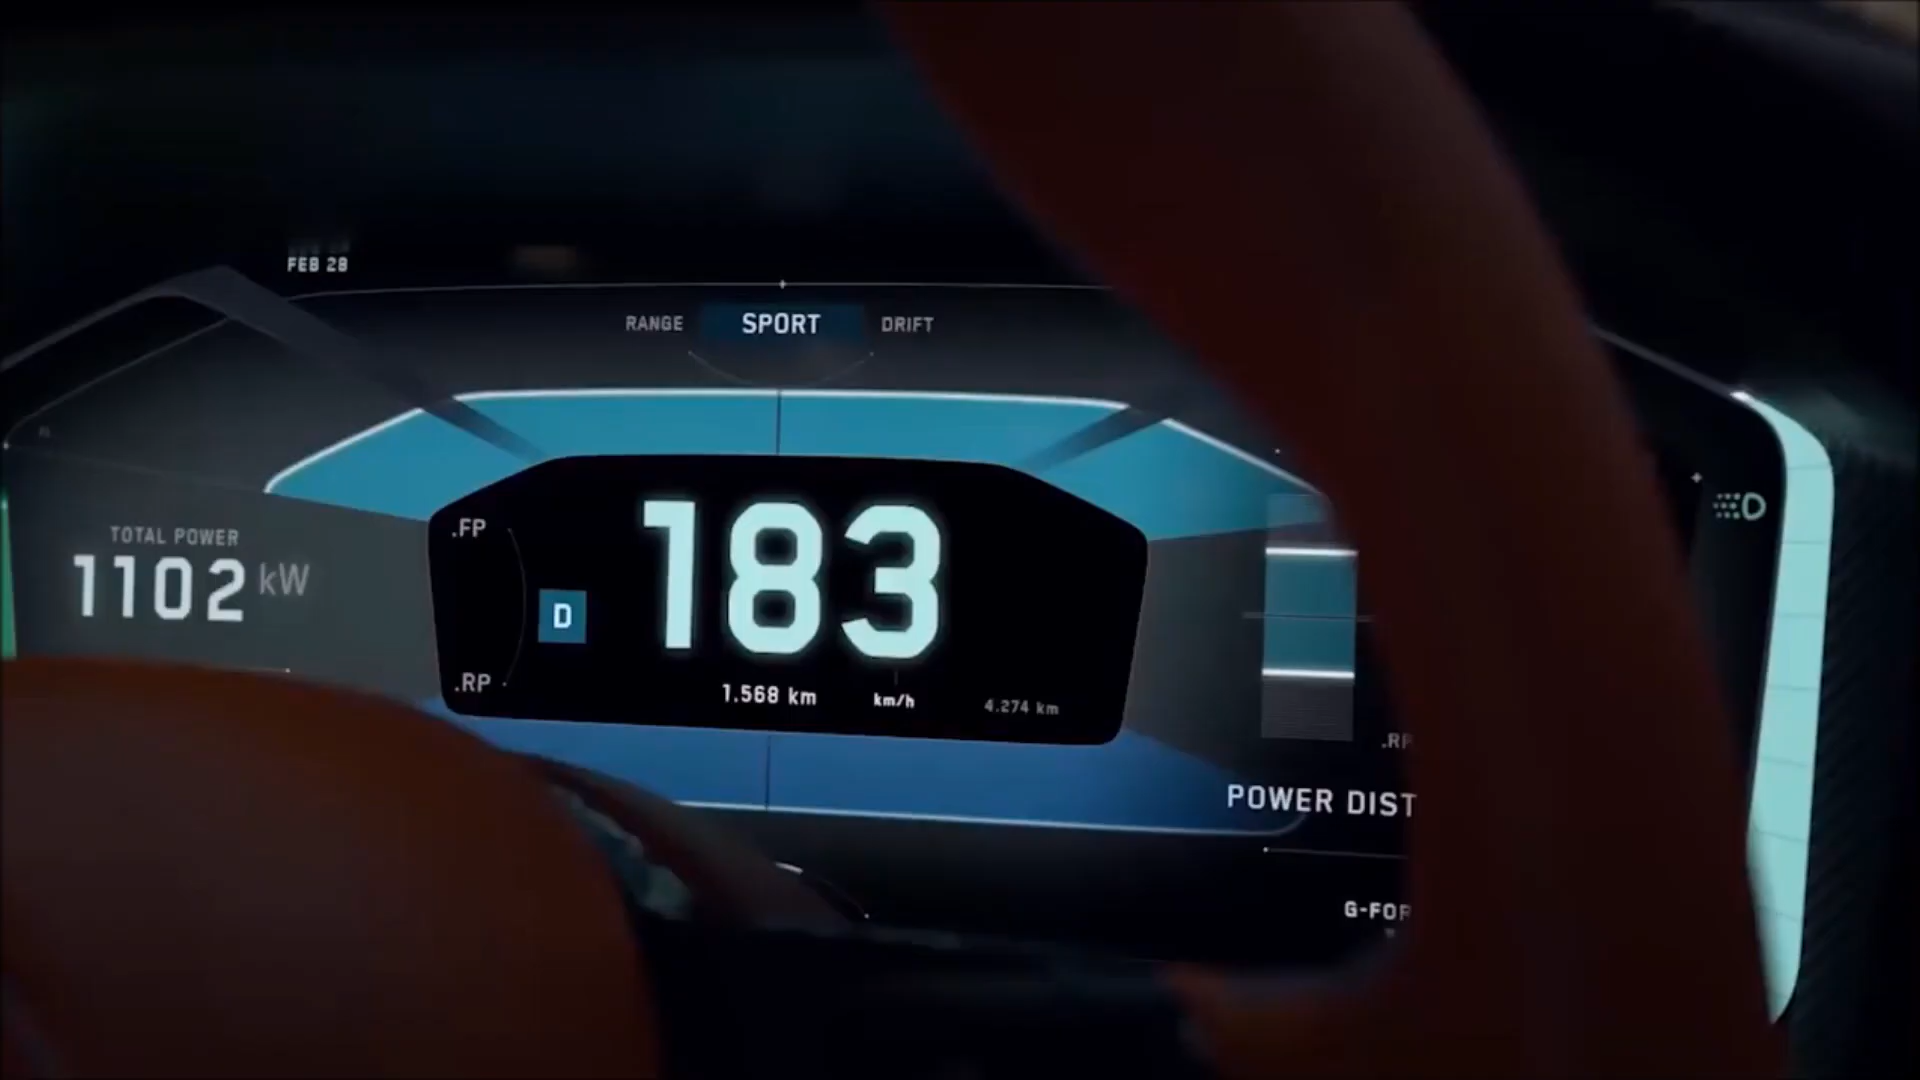 FEB 28
RANGE SPORT DRIFT
TOTAL POWER
1102 kW
.FP
183
D
.RP
1.568 km km/h 4.274 km
.RP
POWER DIST
G-FOR